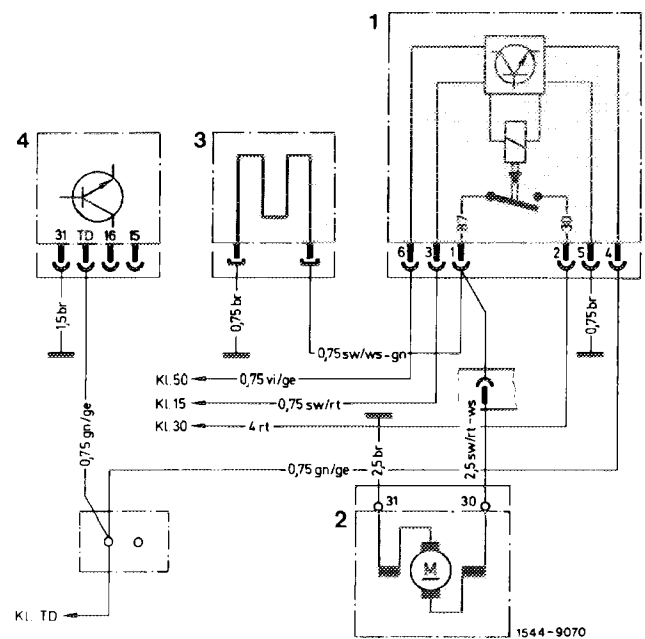 1
4
3
31 TD 16 15
87
30
6 3 1 2 5 4
1,5 br
0,75 br
0,75 br
0,75 sw/ws-gn
Kl.50 0,75 vi/ge
Kl.15 0,75 sw/rt
Kl.30 4 rt
0,75 gn/ge
2,5 br
2,5 sw/rt-ws
0,75 gn/ge
31 30
2
M
Kl. TD
1544-9070